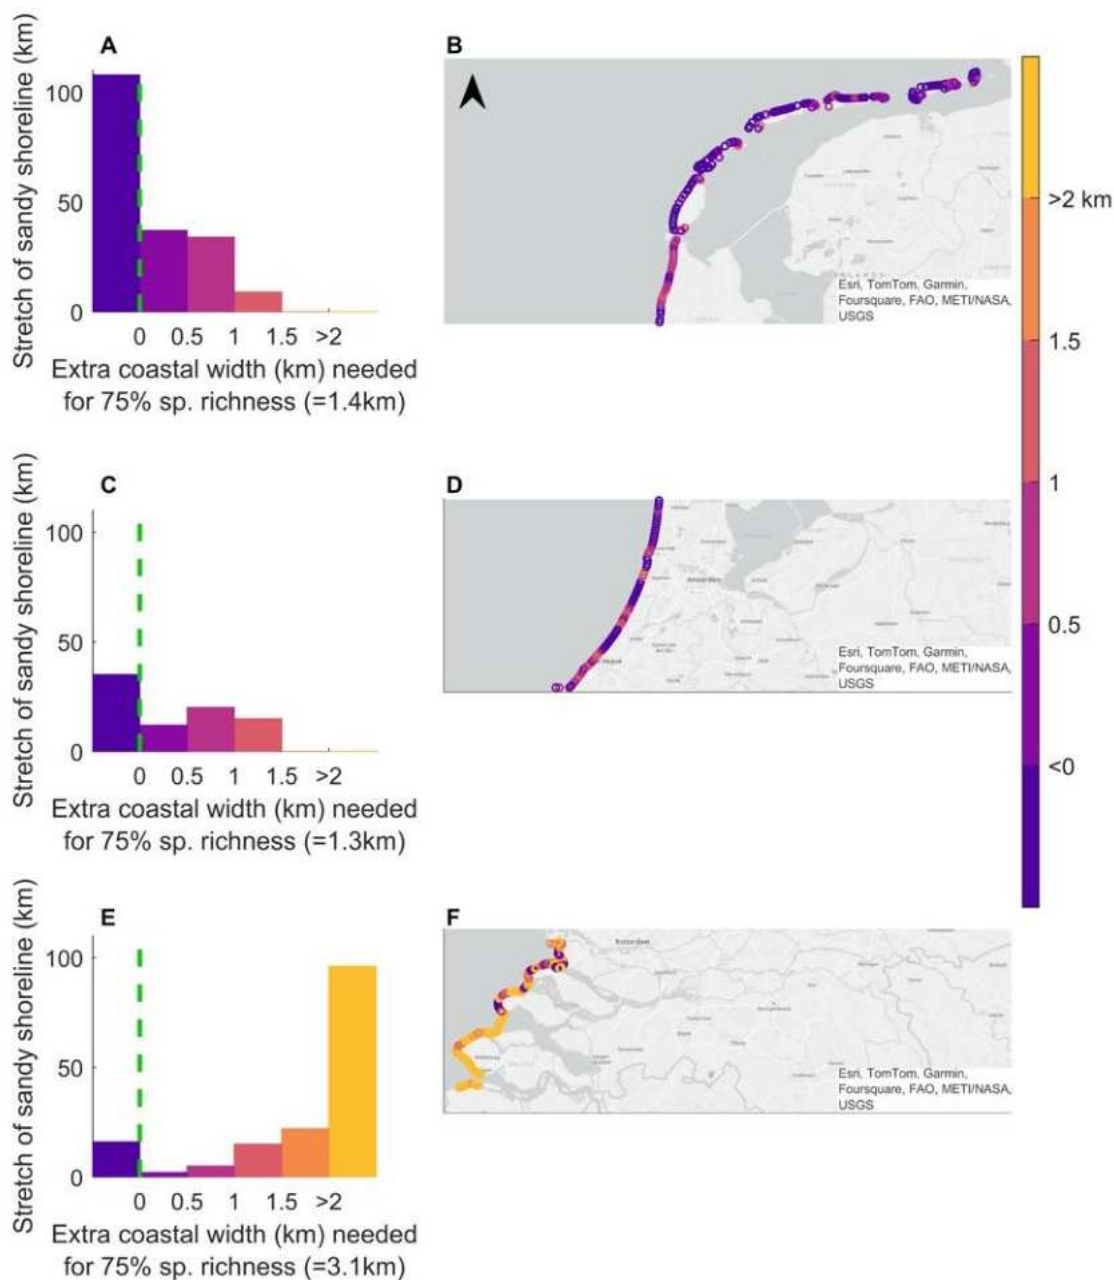 A
Stretch of sandy shoreline (km)
100
50
0
0 0.5 1 1.5 >2
Extra coastal width (km) needed
for 75% sp. richness (=1.4km)
B
Esri, TomTom, Garmin,
Foursquare, FAO, METI/NASA,
USGS
>2 km
1.5
1
0.5
<0
C
Stretch of sandy shoreline (km)
100
50
0
0 0.5 1 1.5 >2
Extra coastal width (km) needed
for 75% sp. richness (=1.3km)
D
Esri, TomTom, Garmin,
Foursquare, FAO, METI/NASA,
USGS
E
Stretch of sandy shoreline (km)
100
50
0
0 0.5 1 1.5 >2
Extra coastal width (km) needed
for 75% sp. richness (=3.1km)
F
Rotterdam
Esri, TomTom, Garmin,
Foursquare, FAO, METI/NASA,
USGS